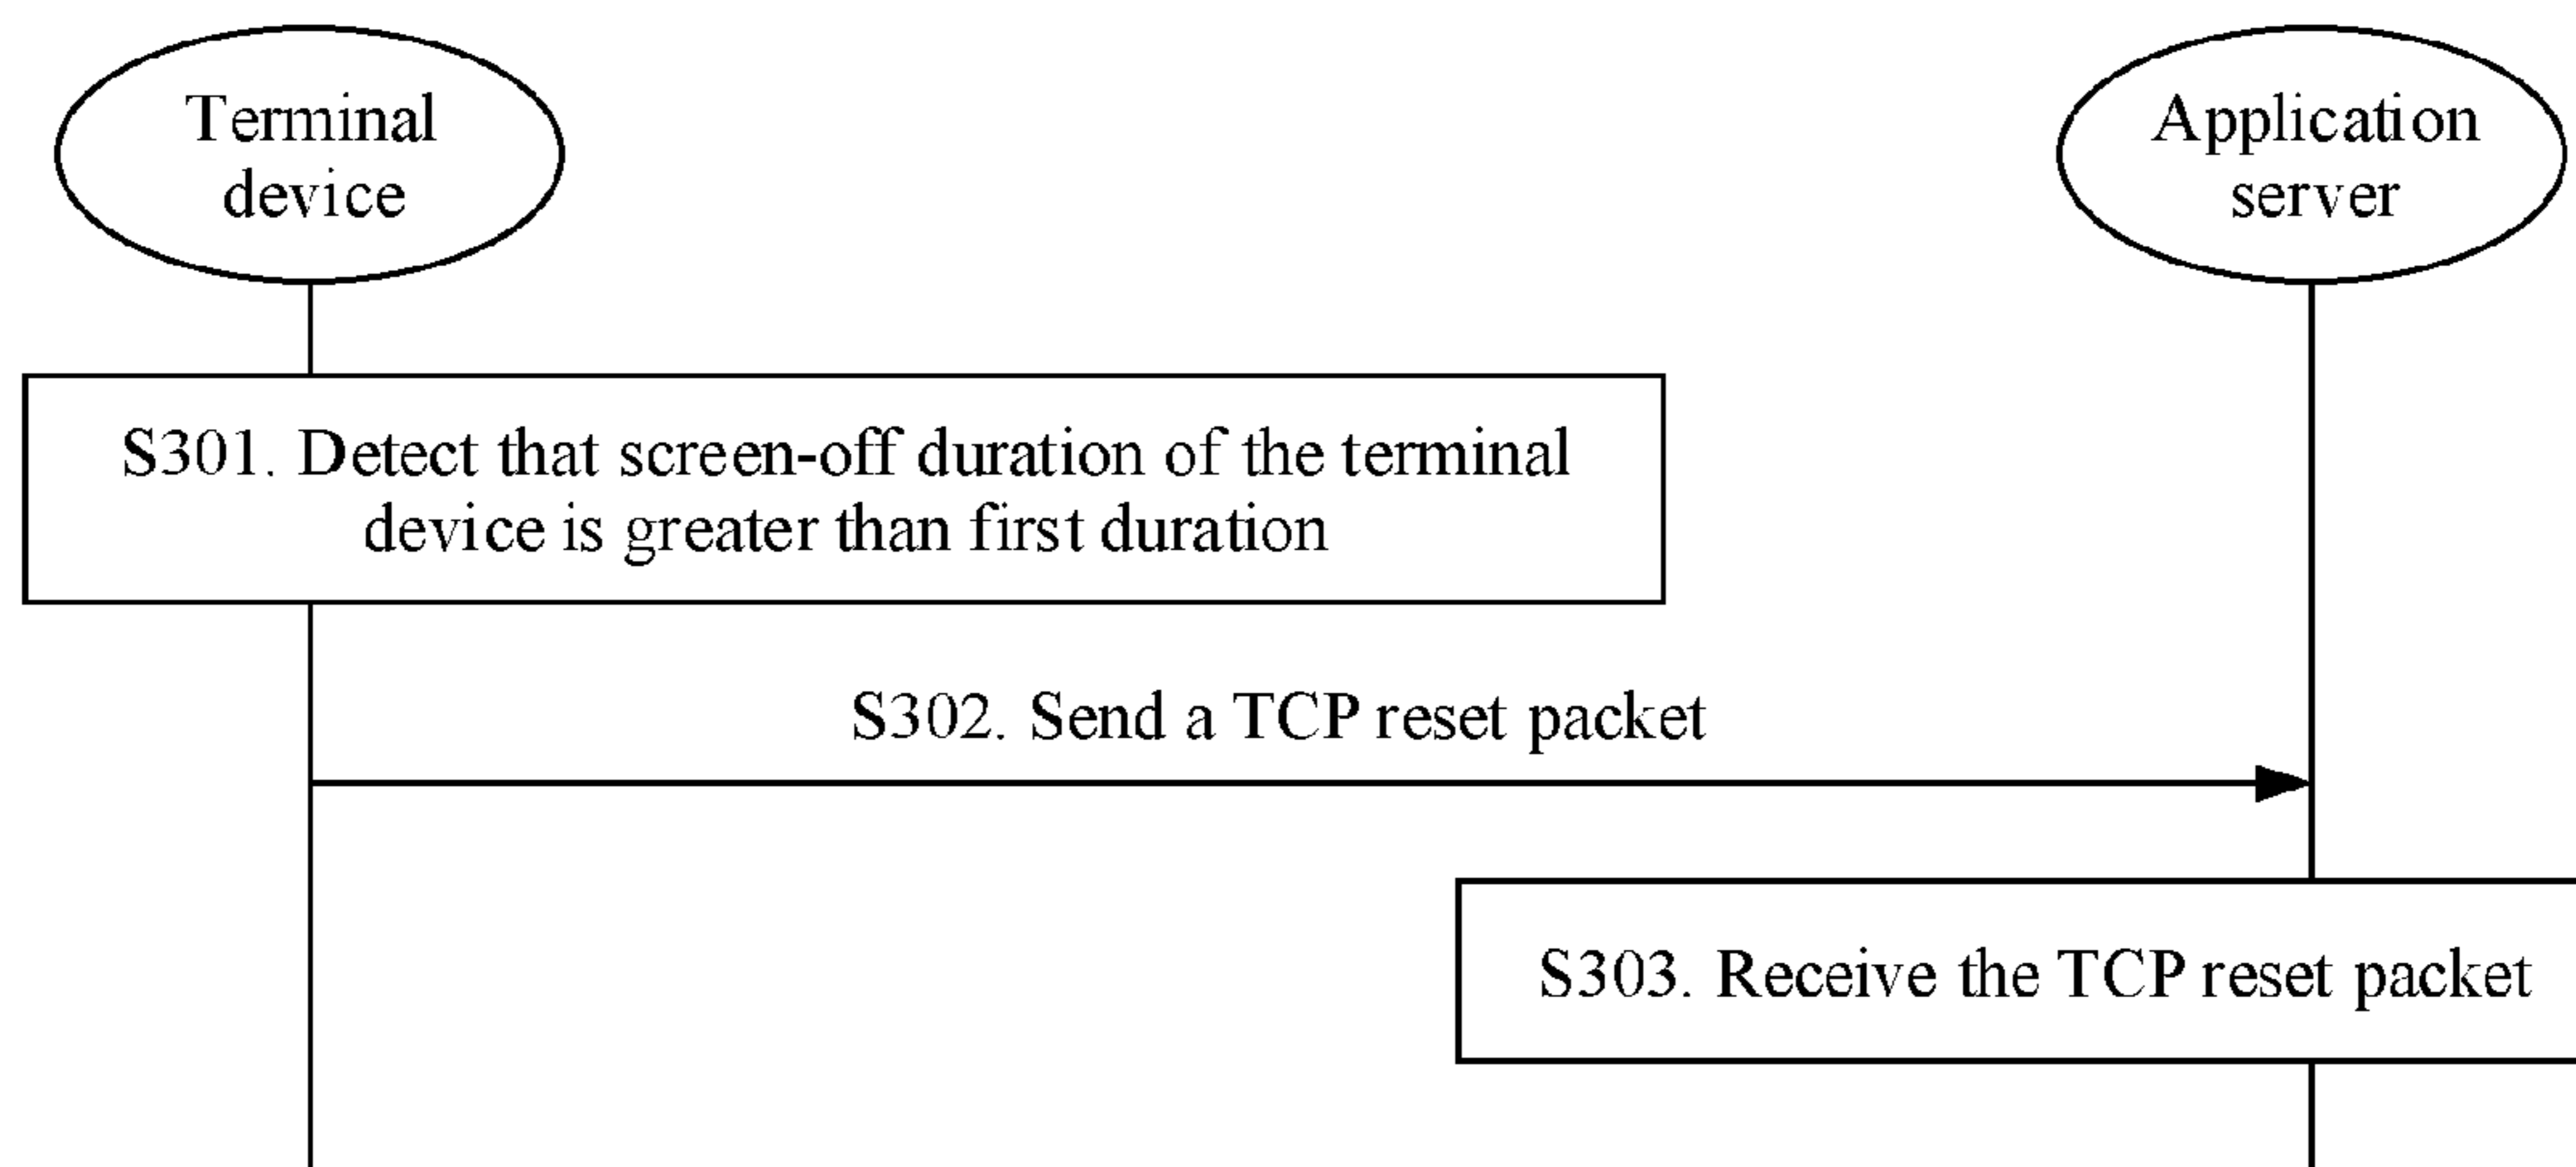 Terminal
device
Application
server
S301. Detect that screen-off duration of the terminal
device is greater than first duration
S302. Send a TCP reset packet
S303. Receive the TCP reset packet